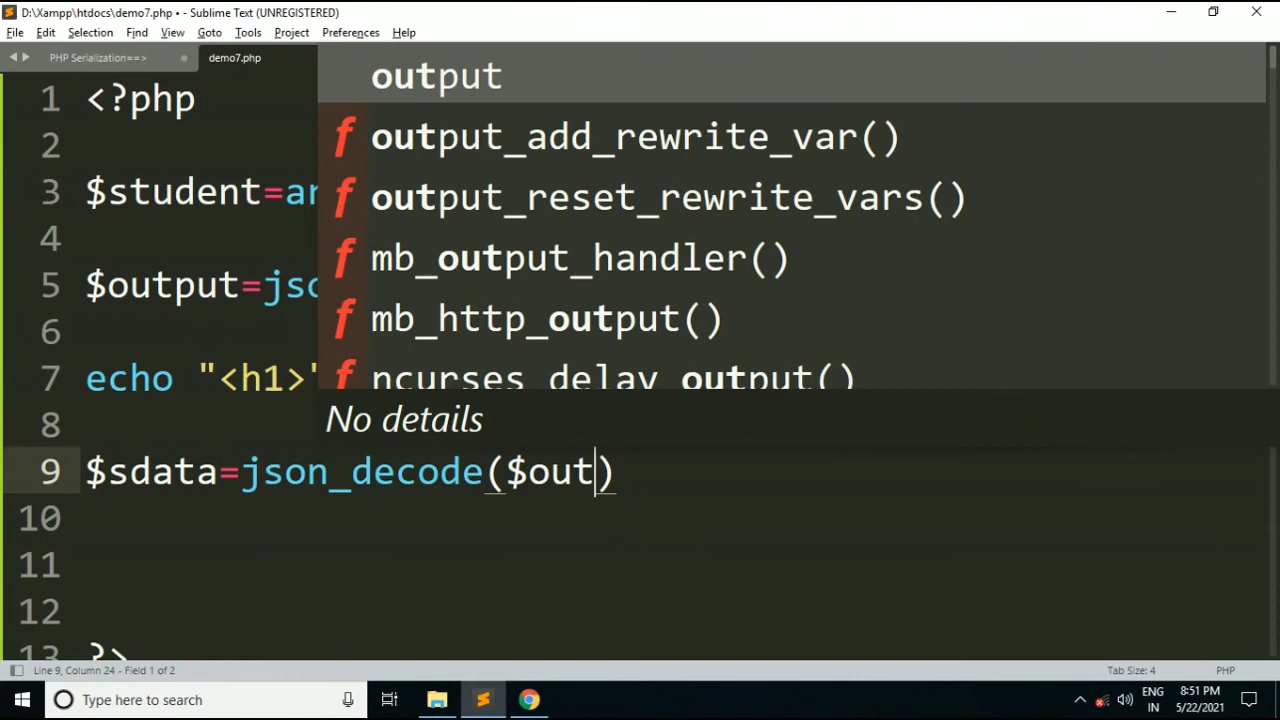 D:\Xampp\htdocs\demo7.php • - Sublime Text (UNREGISTERED)
File Edit Selection Find View Goto Tools Project Preferences Help
PHP Serialization==> demo7.php
output
1 <?php
f output_add_rewrite_var()
2
f output_reset_rewrite_vars()
3 $student=ar
4
f mb_output_handler()
5 $output=jso
f mb_http_output()
6
7 echo "<h1>"
f ncurses_delay_output()
8 No details
9 $sdata=json_decode($out)
10
11
12
13 ?>
Line 9, Column 24 - Field 1 of 2 Tab Size: 4 PHP
Type here to search ENG IN 8:51 PM 5/22/2021